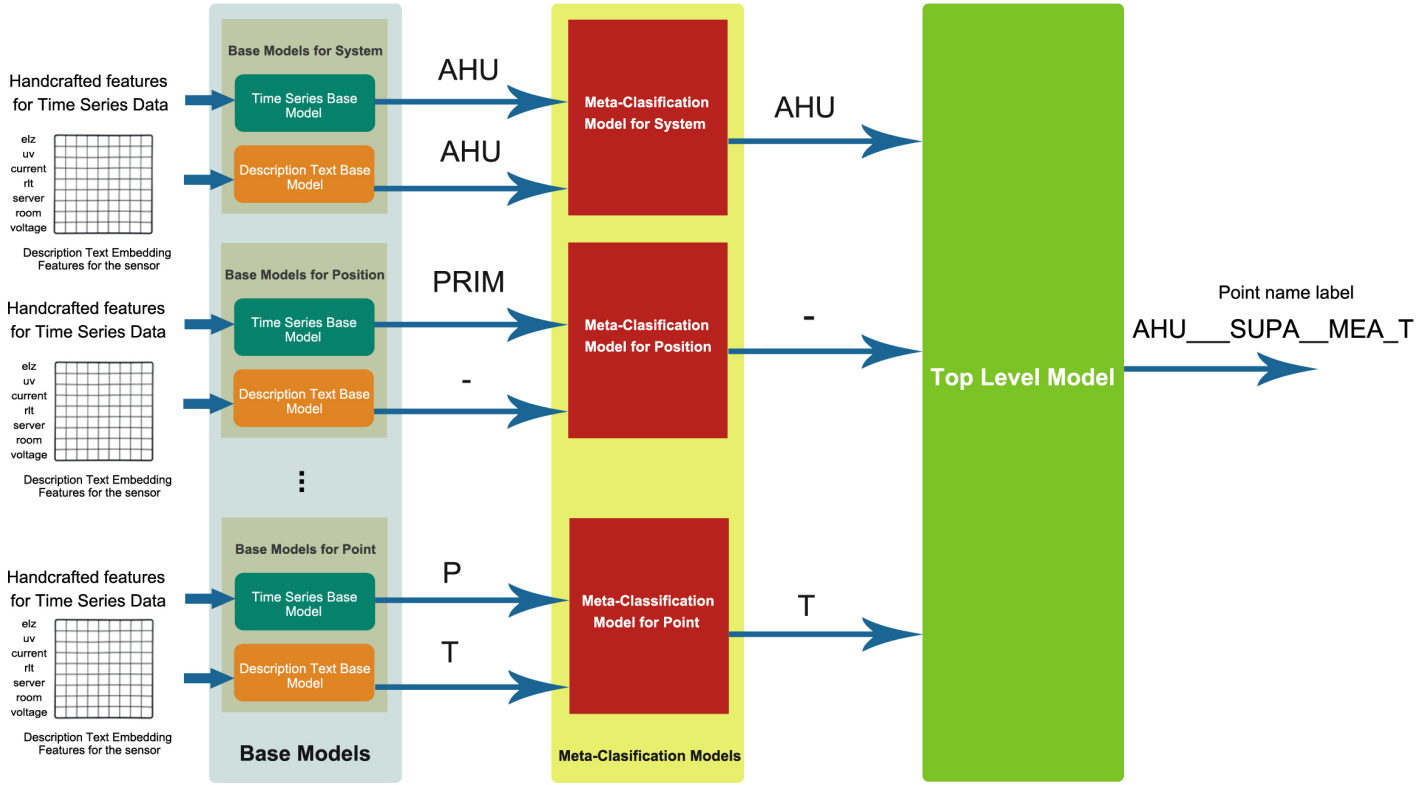 Handcrafted features
for Time Series Data
elz
uv
current
rlt
server
room
voltage
Description Text Embedding
Features for the sensor
Base Models for System
Time Series Base
Model
Description Text Base
Model
AHU
AHU
Meta-Clasification
Model for System
AHU
Handcrafted features
for Time Series Data
elz
uv
current
rlt
server
room
voltage
Description Text Embedding
Features for the sensor
Base Models for Position
Time Series Base
Model
Description Text Base
Model
PRIM
-
Meta-Clasification
Model for Position
-
Handcrafted features
for Time Series Data
elz
uv
current
rlt
server
room
voltage
Description Text Embedding
Features for the sensor
⋮
Base Models for Point
Time Series Base
Model
Description Text Base
Model
P
T
Meta-Classification
Model for Point
T
Base Models
Meta-Clasification Models
Top Level Model
Point name label
AHU___SUPA__MEA_T